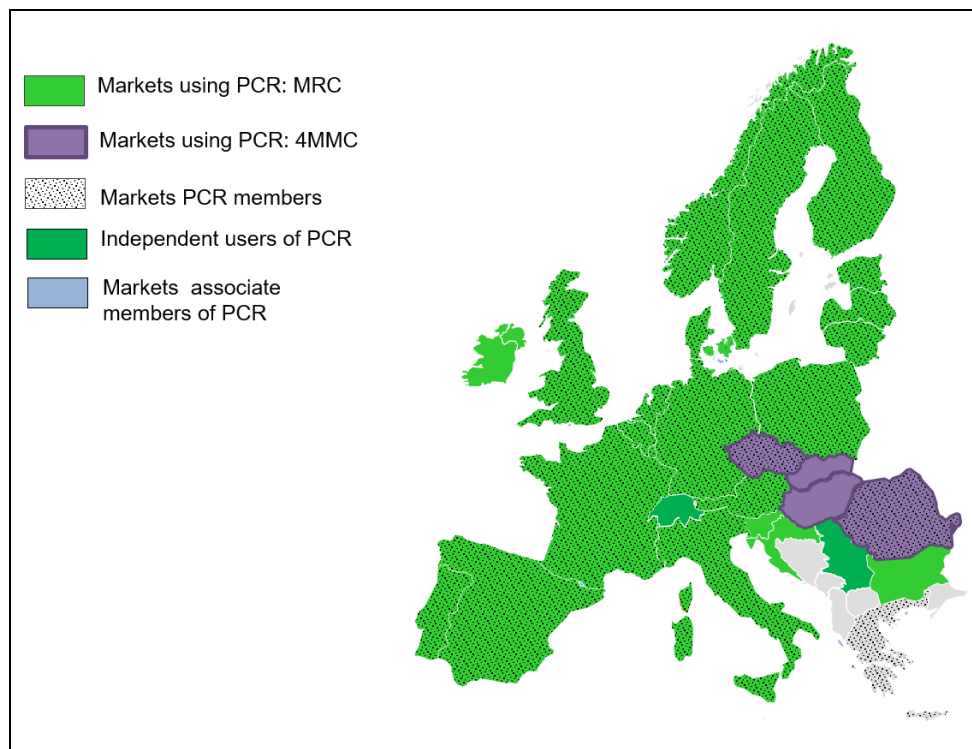 Markets using PCR: MRC
Markets using PCR: 4MMC
Markets PCR members
Independent users of PCR
Markets associate
members of PCR